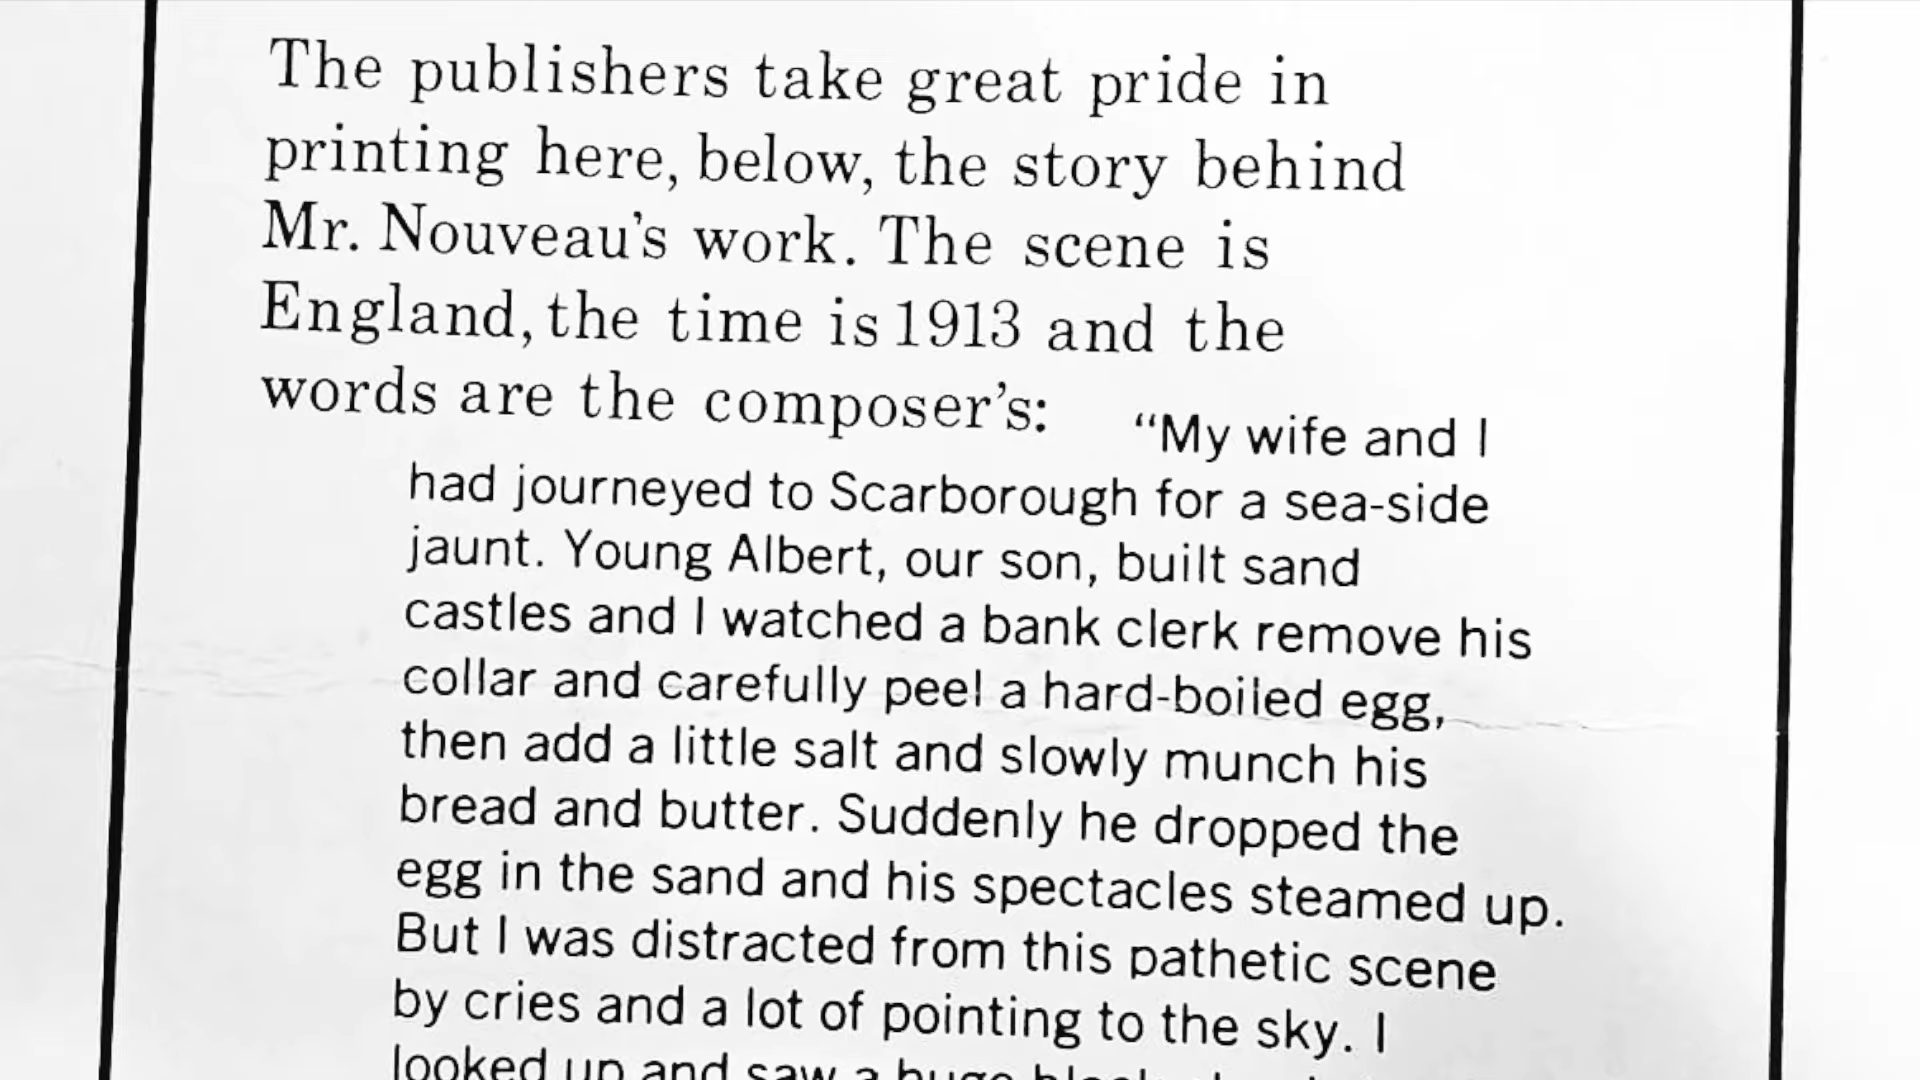 The publishers take great pride in
printing here, below, the story behind
Mr. Nouveau's work. The scene is
England, the time is 1913 and the
words are the composer's: “My wife and I
had journeyed to Scarborough for a sea-side
jaunt. Young Albert, our son, built sand
castles and I watched a bank clerk remove his
collar and carefully peel a hard-boiled egg,
then add a little salt and slowly munch his
bread and butter. Suddenly he dropped the
egg in the sand and his spectacles steamed up.
But I was distracted from this pathetic scene
by cries and a lot of pointing to the sky. I
looked up and saw a huge black